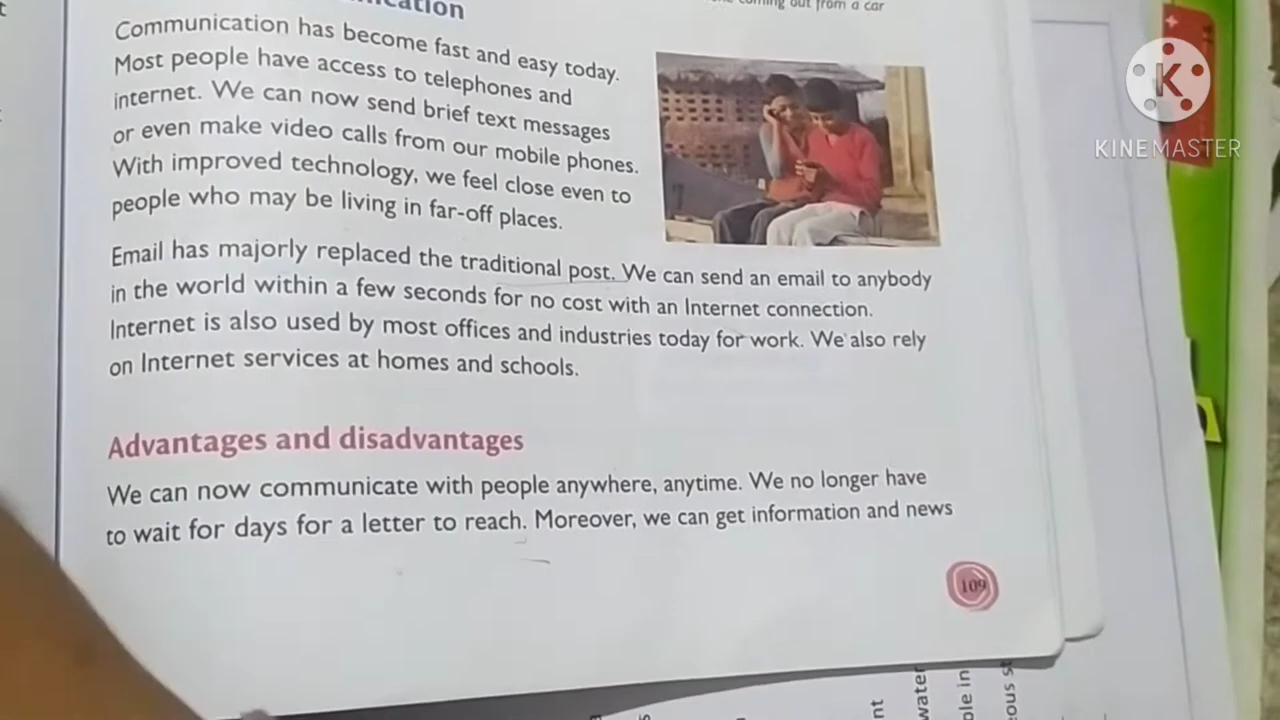 coming out from a car
Communication has become fast and easy today.
Most people have access to telephones and
internet. We can now send brief text messages
or even make video calls from our mobile phones.
With improved technology, we feel close even to
people who may be living in far-off places.
Email has majorly replaced the traditional post. We can send an email to anybody
in the world within a few seconds for no cost with an Internet connection.
Internet is also used by most offices and industries today for work. We also rely
on Internet services at homes and schools.
Advantages and disadvantages
We can now communicate with people anywhere, anytime. We no longer have
to wait for days for a letter to reach. Moreover, we can get information and news
109
K
KINEMASTER
water